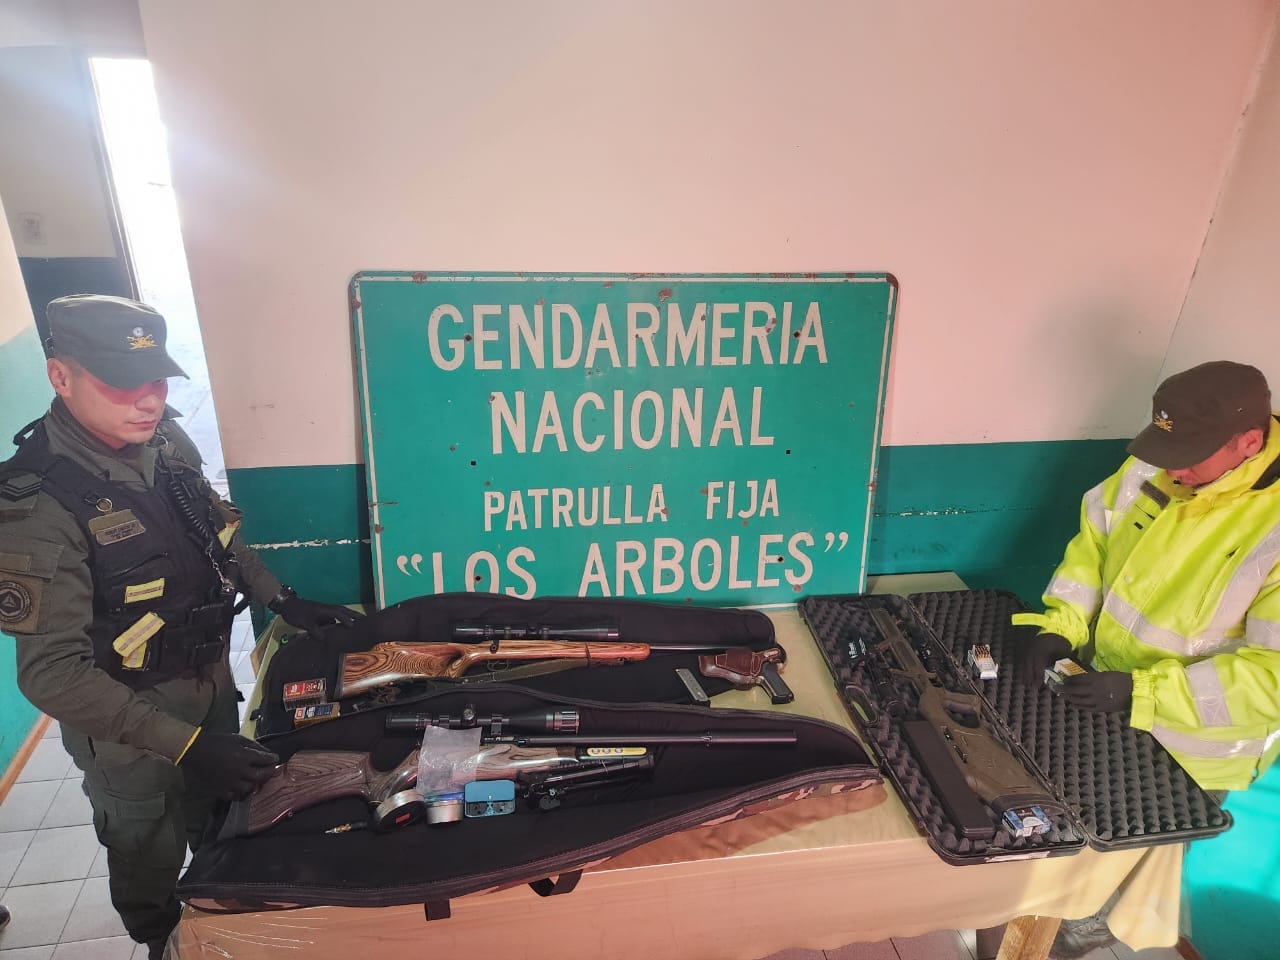 GENDARMERIA
NACIONAL
PATRULLA FIJA
“LOS ARBOLES”